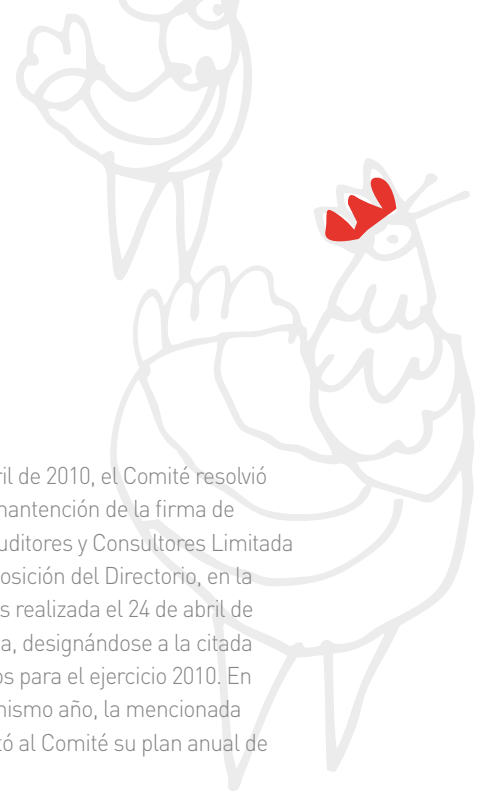 ril de 2010, el Comité resolvió
mantención de la firma de
uditores y Consultores Limitada
osición del Directorio, en la
s realizada el 24 de abril de
a, designándose a la citada
os para el ejercicio 2010. En
mismo año, la mencionada
tó al Comité su plan anual de